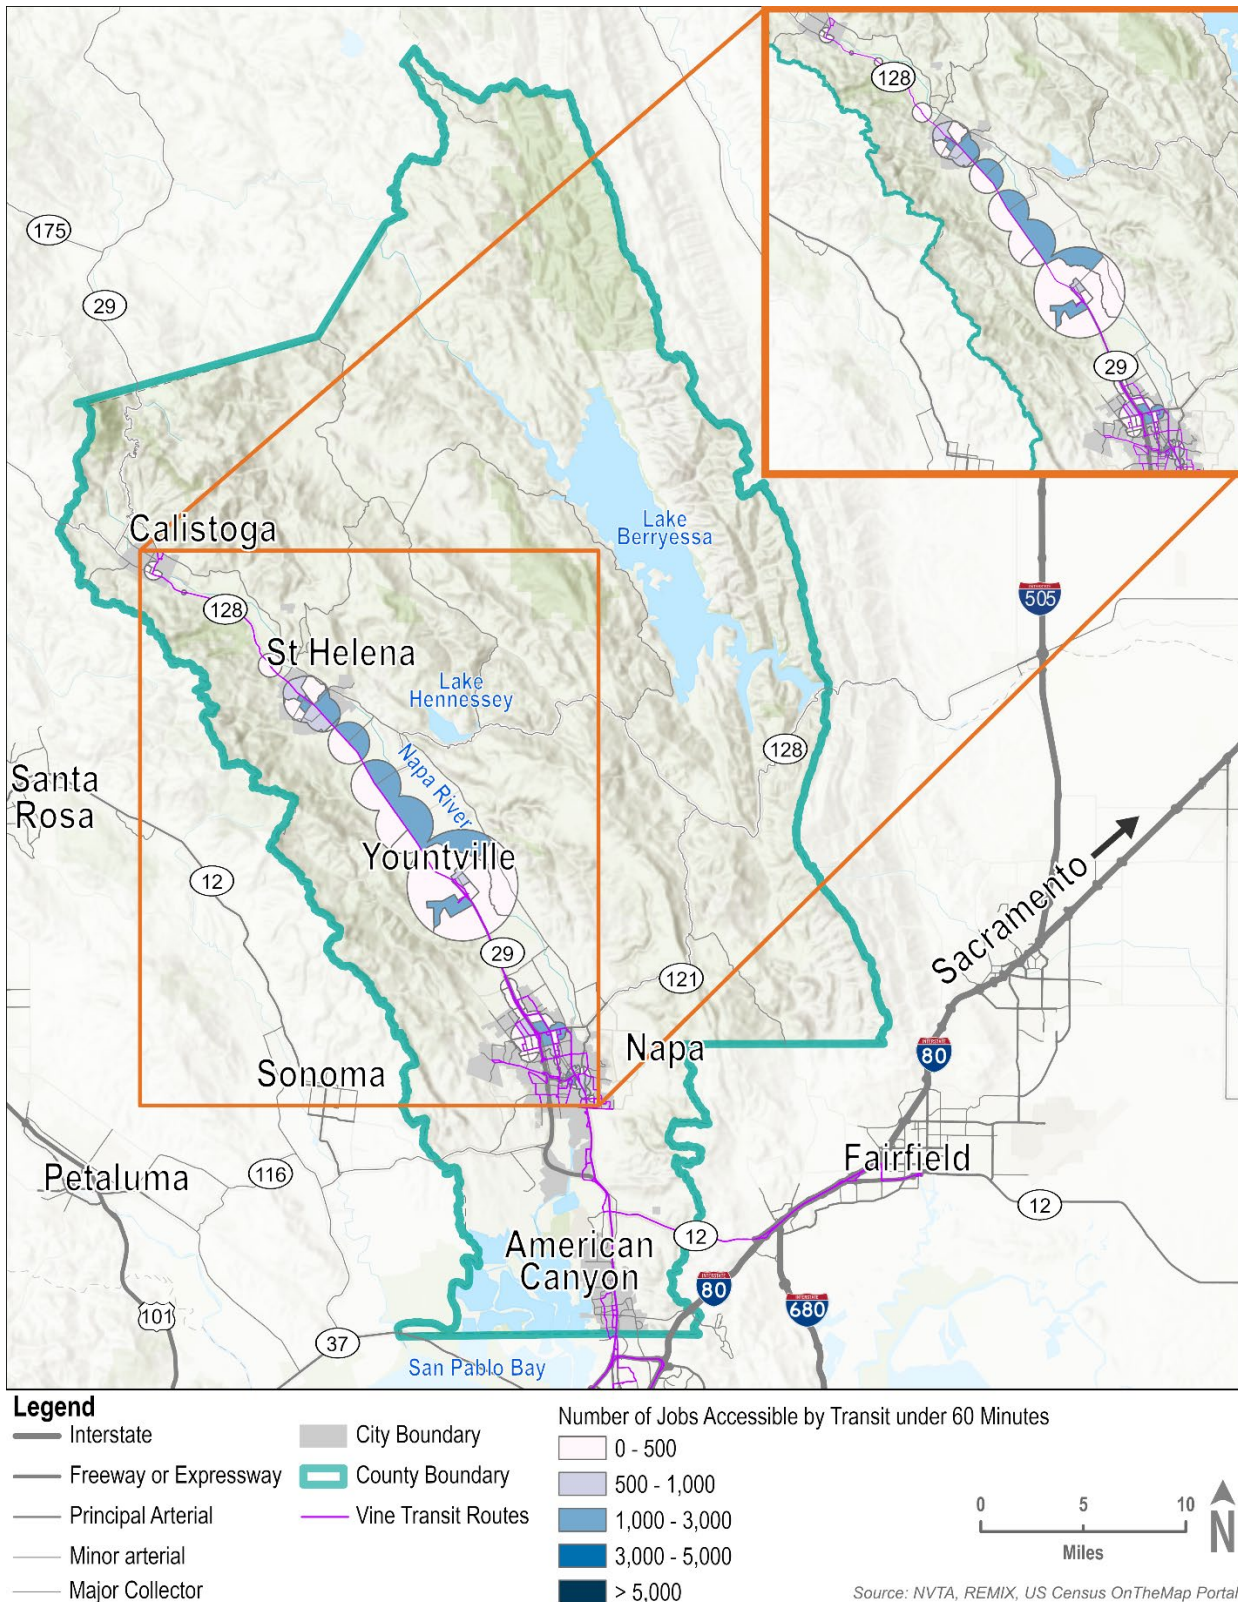 128
29
175
29
Lake
Berryessa
Calistoga
INTERSTATE
505
128
St Helena
Lake
Hennessey
128
Napa River
Santa
Rosa
Yountville
12
Sacramento
29
121
Napa
INTERSTATE
80
Sonoma
Fairfield
Petaluma
116
12
12
American
Canyon
INTERSTATE
80
INTERSTATE
680
101
37
San Pablo Bay
Legend
Interstate
Freeway or Expressway
Principal Arterial
Minor arterial
Major Collector
City Boundary
County Boundary
Vine Transit Routes
Number of Jobs Accessible by Transit under 60 Minutes
0 - 500
500 - 1,000
1,000 - 3,000
3,000 - 5,000
> 5,000
0 5 10
Miles
N
Source: NVTA, REMIX, US Census OnTheMap Portal